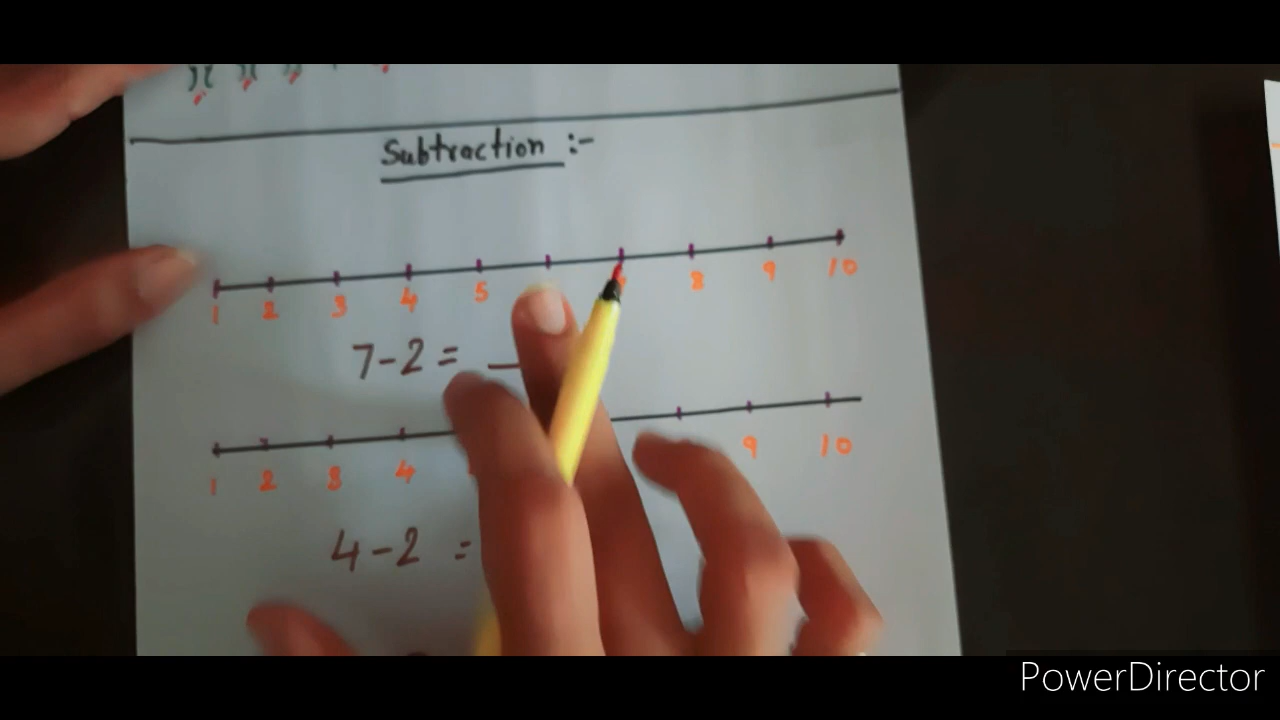 Subtraction :-
1 2 3 4 5 8 9 10
7-2= _
1 2 3 4 9 10
4-2 =
PowerDirector